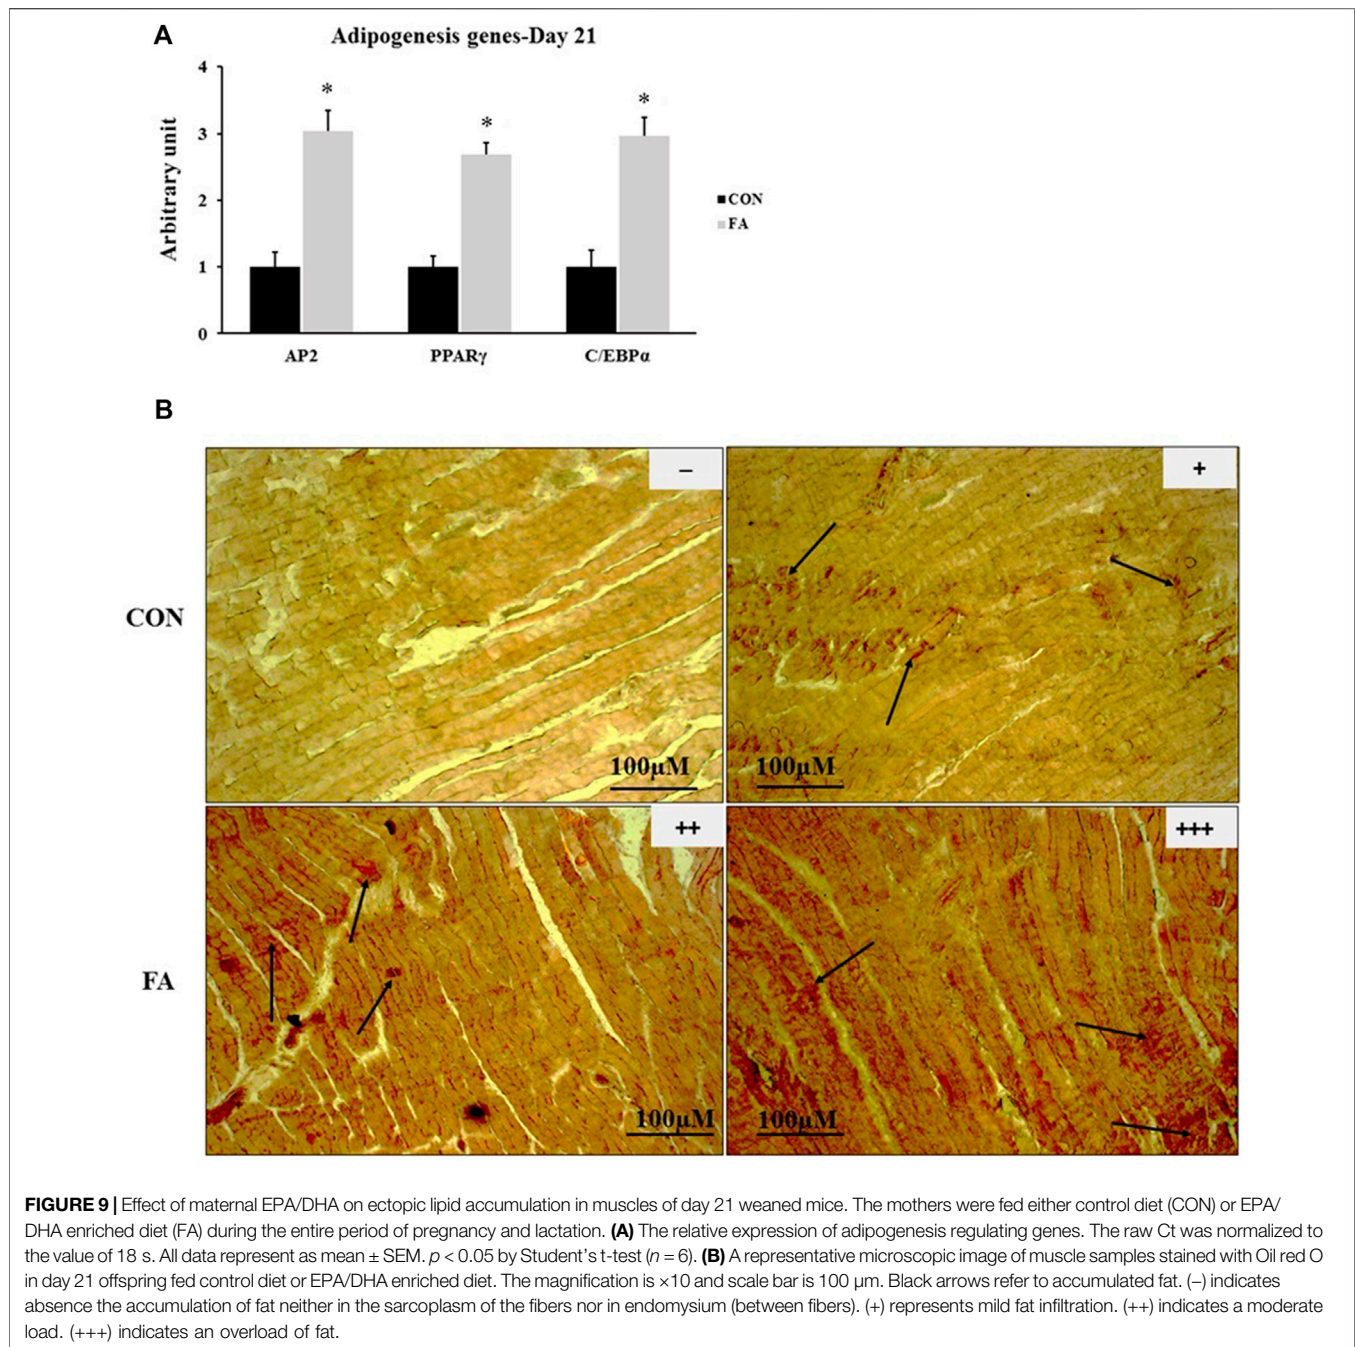 A
Adipogenesis genes-Day 21
4
3
2
1
0
Arbitrary unit
*
*
*
AP2
PPARγ
C/EBPα
CON
FA
B
CON
–
100µM
+
100µM
FA
++
100µM
+++
100µM
FIGURE 9 | Effect of maternal EPA/DHA on ectopic lipid accumulation in muscles of day 21 weaned mice. The mothers were fed either control diet (CON) or EPA/
DHA enriched diet (FA) during the entire period of pregnancy and lactation. (A) The relative expression of adipogenesis regulating genes. The raw Ct was normalized to
the value of 18 s. All data represent as mean ± SEM. p < 0.05 by Student's t-test (n = 6). (B) A representative microscopic image of muscle samples stained with Oil red O
in day 21 offspring fed control diet or EPA/DHA enriched diet. The magnification is ×10 and scale bar is 100 µm. Black arrows refer to accumulated fat. (–) indicates
absence the accumulation of fat neither in the sarcoplasm of the fibers nor in endomysium (between fibers). (+) represents mild fat infiltration. (++) indicates a moderate
load. (+++) indicates an overload of fat.